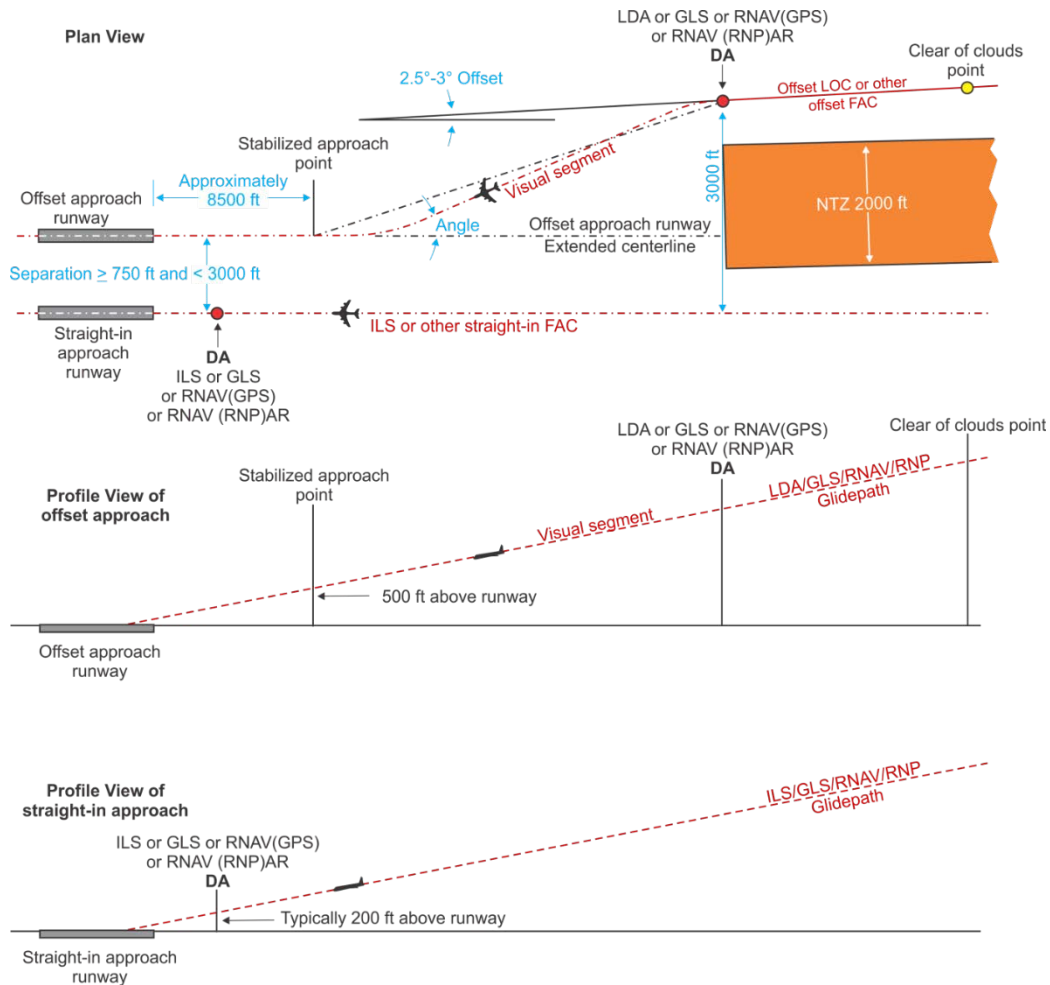 Plan View
LDA or GLS or RNAV(GPS)
or RNAV (RNP)AR
DA
Clear of clouds
point
2.5°-3° Offset
Offset LOC or other
offset FAC
Stabilized approach
point
Approximately
8500 ft
Offset approach
runway
Visual segment
3000 ft
NTZ 2000 ft
Angle
Offset approach runway
Extended centerline
Separation ≥ 750 ft and < 3000 ft
ILS or other straight-in FAC
Straight-in
approach
runway
DA
ILS or GLS
or RNAV(GPS)
or RNAV (RNP)AR
LDA or GLS or RNAV(GPS)
or RNAV (RNP)AR
DA
Clear of clouds point
Stabilized approach
point
Profile View of
offset approach
LDA/GLS/RNAV/RNP
Glidepath
Visual segment
500 ft above runway
Offset approach
runway
Profile View of
straight-in approach
ILS/GLS/RNAV/RNP
Glidepath
ILS or GLS or RNAV(GPS)
or RNAV (RNP)AR
DA
Typically 200 ft above runway
Straight-in approach
runway